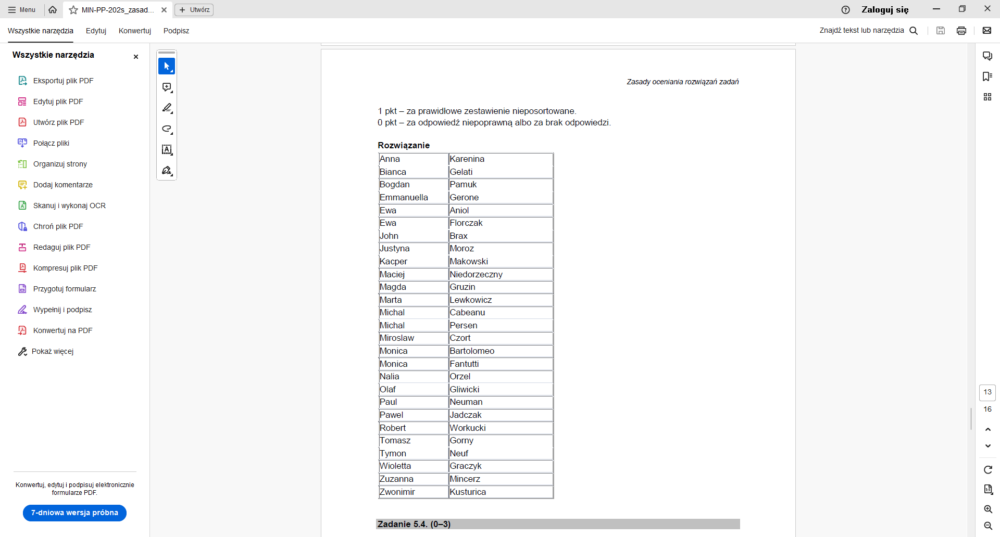 Menu
MIN-PP-202s_zasad...
Utwórz
Zaloguj się
Wszystkie narzędzia
Edytuj
Konwertuj
Podpisz
Znajdź tekst lub narzędzia
Wszystkie narzędzia
Eksportuj plik PDF
Edytuj plik PDF
Utwórz plik PDF
Połącz pliki
Organizuj strony
Dodaj komentarze
Skanuj i wykonaj OCR
Chroń plik PDF
Redaguj plik PDF
Kompresuj plik PDF
Przygotuj formularz
Wypełnij i podpisz
Konwertuj na PDF
Pokaż więcej
Konwertuj, edytuj i podpisuj elektronicznie
formularze PDF.
7-dniowa wersja próbna
Zasady oceniania rozwiązań zadań
1 pkt – za prawidłowe zestawienie nieposortowane.
0 pkt – za odpowiedź niepoprawną albo za brak odpowiedzi.
Rozwiązanie
Anna Karenina
Bianca Gelati
Bogdan Pamuk
Emmanuella Gerone
Ewa Aniol
Ewa Florczak
John Brax
Justyna Moroz
Kacper Makowski
Maciej Niedorzeczny
Magda Gruzin
Marta Lewkowicz
Michal Cabeanu
Michal Persen
Miroslaw Czort
Monica Bartolomeo
Monica Fantutti
Nalia Orzel
Olaf Gliwicki
Paul Neuman
Pawel Jadczak
Robert Workucki
Tomasz Gorny
Tymon Neuf
Wioletta Graczyk
Zuzanna Mincerz
Zwonimir Kusturica
Zadanie 5.4. (0–3)
13
16
1:1